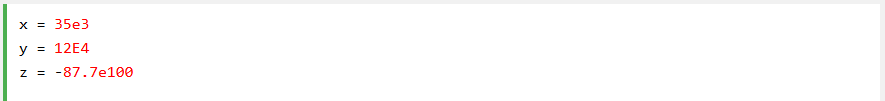 x = 35e3
y = 12E4
z = -87.7e100